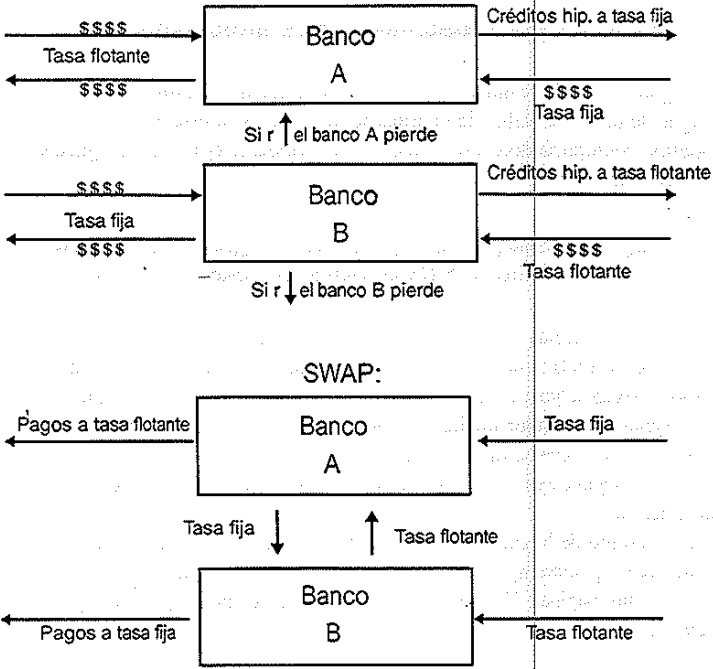 $$$$
Tasa flotante
$$$$
Banco
A
Créditos hip. a tasa fija
$$$$
Tasa fija
Si r ↑ el banco A pierde
$$$$
Tasa fija
$$$$
Banco
B
Créditos hip. a tasa flotante
$$$$
Tasa flotante
Si r ↓ el banco B pierde
SWAP:
Pagos a tasa flotante
Banco
A
Tasa fija
Tasa fija
Tasa flotante
Banco
B
Pagos a tasa fija
Tasa flotante